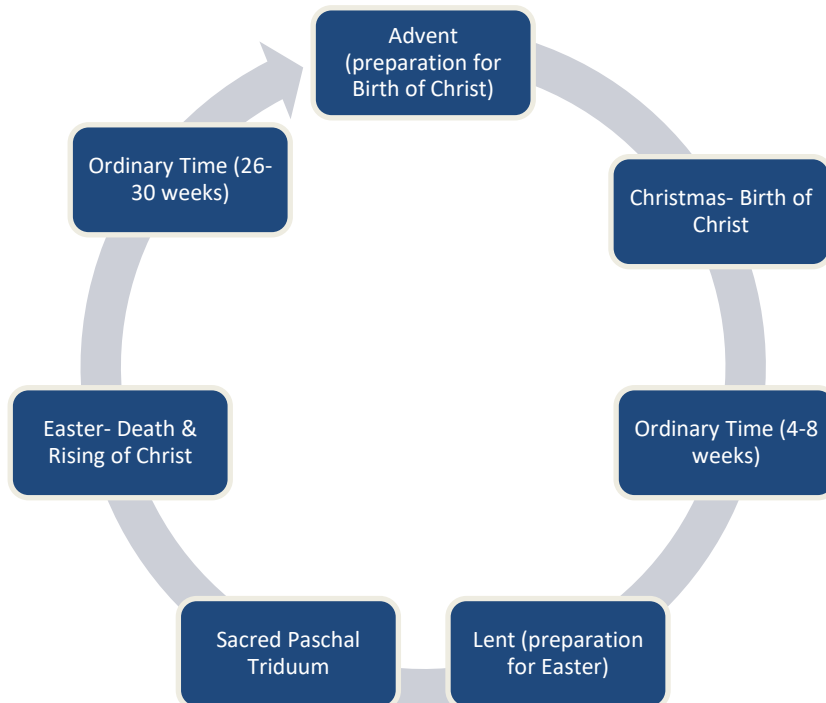 Advent
(preparation for
Birth of Christ)
Christmas- Birth of
Christ
Ordinary Time (4-8
weeks)
Lent (preparation
for Easter)
Sacred Paschal
Triduum
Easter- Death &
Rising of Christ
Ordinary Time (26-
30 weeks)